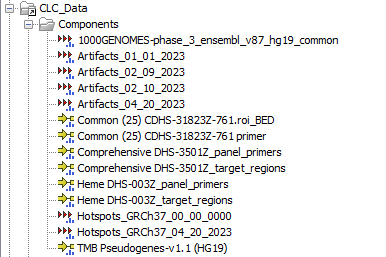 CLC_Data
Components
1000GENOMES-phase_3_ensembl_v87_hg19_common
Artifacts_01_01_2023
Artifacts_02_09_2023
Artifacts_02_10_2023
Artifacts_04_20_2023
Common (25) CDHS-31823Z-761.roi_BED
Common (25) CDHS-31823Z-761 primer
Comprehensive DHS-3501Z_panel_primers
Comprehensive DHS-3501Z_target_regions
Heme DHS-003Z_panel_primers
Heme DHS-003Z_target_regions
Hotspots_GRCh37_00_00_0000
Hotspots_GRCh37_04_20_2023
TMB Pseudogenes-v1.1 (HG19)